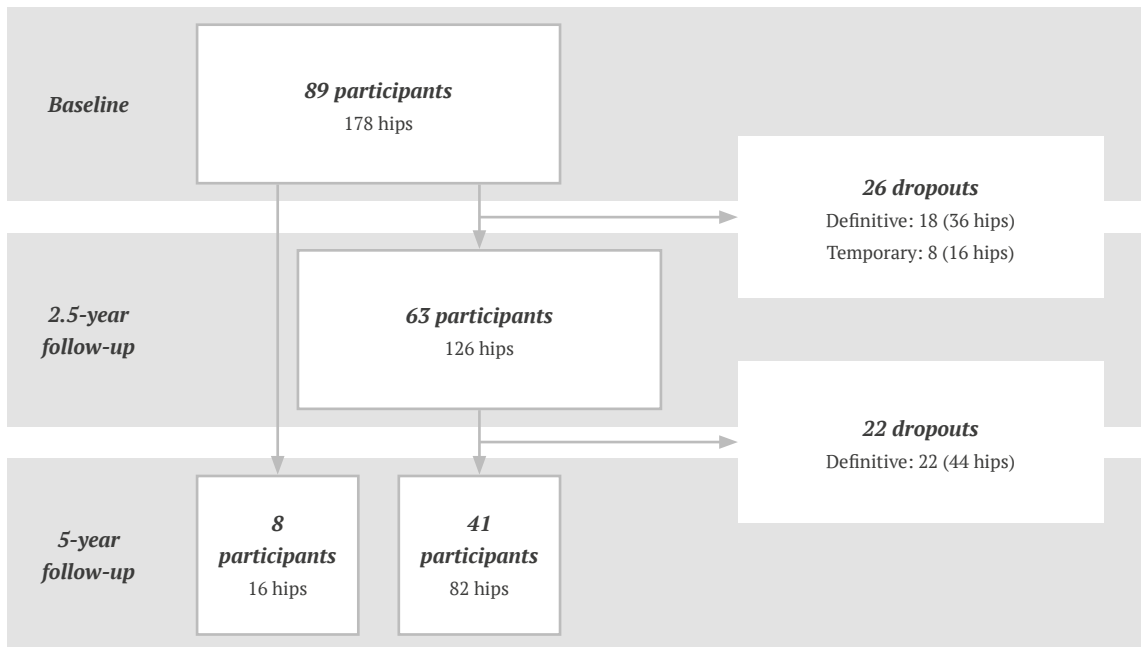 Baseline
89 participants
178 hips
26 dropouts
Definitive: 18 (36 hips)
Temporary: 8 (16 hips)
2.5-year
follow-up
63 participants
126 hips
22 dropouts
Definitive: 22 (44 hips)
5-year
follow-up
8
participants
16 hips
41
participants
82 hips